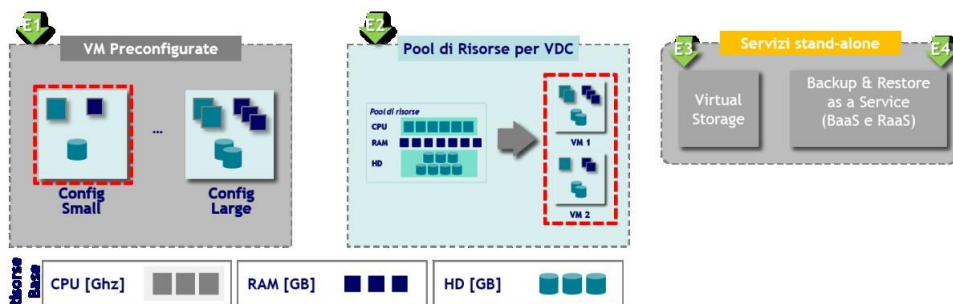 E1
VM Preconfigurate
Config
Small
...
Config
Large
E2
Pool di Risorse per VDC
Pool di risorse
CPU
RAM
HD
VM 1
VM 2
E3
Servizi stand-alone
E4
Virtual
Storage
Backup & Restore
as a Service
(BaaS e RaaS)
Risorse
Base
CPU [Ghz]
RAM [GB]
HD [GB]